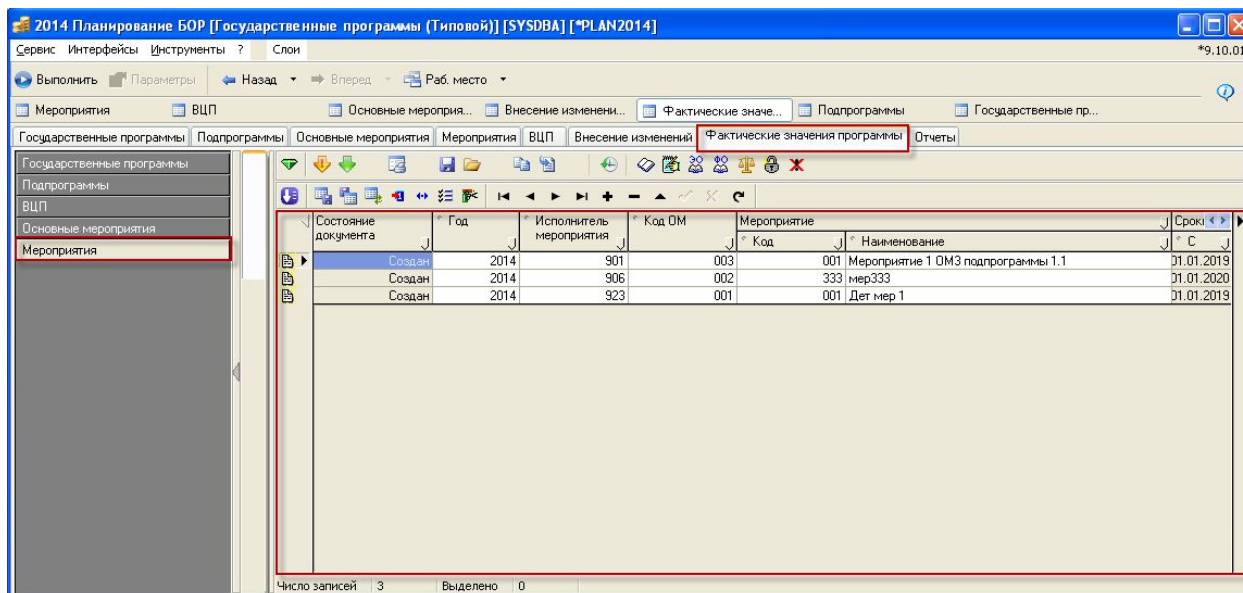 2014 Планирование БОР [Государственные программы (Типовой)] [SYSDBA] [*PLAN2014]
Сервис Интерфейсы Инструменты ? Слои *9.10.01
Выполнить Параметры Назад Вперед Раб. место
Мероприятия ВЦП Основные мероприя... Внесение изменени... Фактические значе... Подпрограммы Государственные пр...
Государственные программы Подпрограммы Основные мероприятия Мероприятия ВЦП Внесение изменений Фактические значения программы Отчеты
Государственные программы
Подпрограммы
ВЦП
Основные мероприятия
Мероприятия
Состояние документа Год Исполнитель мероприятия Код ОМ Мероприятие Сроки
Код Наименование С
Создан 2014 901 003 001 Мероприятие 1 ОМ3 подпрограммы 1.1 01.01.2019
Создан 2014 906 002 333 мер333 01.01.2020
Создан 2014 923 001 001 Дет мер 1 01.01.2019
Число записей 3 Выделено 0